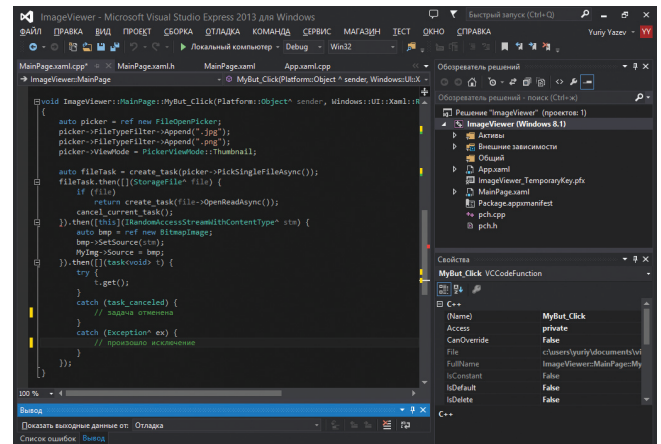 ImageViewer - Microsoft Visual Studio Express 2013 для Windows
Быстрый запуск (Ctrl+Q)
ФАЙЛ ПРАВКА ВИД ПРОЕКТ СБОРКА ОТЛАДКА КОМАНДА СЕРВИС МАГАЗИН ТЕСТ ОКНО СПРАВКА
Yuriy Yazev YY
Локальный компьютер Debug Win32
MainPage.xaml.cpp* MainPage.xaml.h MainPage.xaml App.xaml.cpp
ImageViewer::MainPage MyBut_Click(Platform::Object ^ sender, Windows::UI::X
void ImageViewer::MainPage::MyBut_Click(Platform::Object^ sender, Windows::UI::Xaml::R
{
auto picker = ref new FileOpenPicker;
picker->FileTypeFilter->Append(".jpg");
picker->FileTypeFilter->Append(".png");
picker->ViewMode = PickerViewMode::Thumbnail;
auto fileTask = create_task(picker->PickSingleFileAsync());
fileTask.then([](StorageFile^ file) {
if (file)
return create_task(file->OpenReadAsync());
cancel_current_task();
}).then([this](IRandomAccessStreamWithContentType^ stm) {
auto bmp = ref new BitmapImage;
bmp->SetSource(stm);
MyImg->Source = bmp;
}).then([](task<void> t) {
try {
t.get();
}
catch (task_canceled) {
// задача отменена
}
catch (Exception^ ex) {
// произошло исключение
}
});
}
100 %
Вывод
Показать выходные данные от: Отладка
Список ошибок Вывод
Обозреватель решений
Обозреватель решений - поиск (Ctrl+ж)
Решение "ImageViewer" (проектов: 1)
ImageViewer (Windows 8.1)
Активы
Внешние зависимости
Общий
App.xaml
ImageViewer_TemporaryKey.pfx
MainPage.xaml
Package.appxmanifest
pch.cpp
pch.h
Свойства
MyBut_Click VCCodeFunction
C++
(Name) MyBut_Click
Access private
CanOverride False
File c:\users\yuriy\documents\vi
FullName ImageViewer::MainPage::My
IsConstant False
IsDefault False
IsDelete False
C++